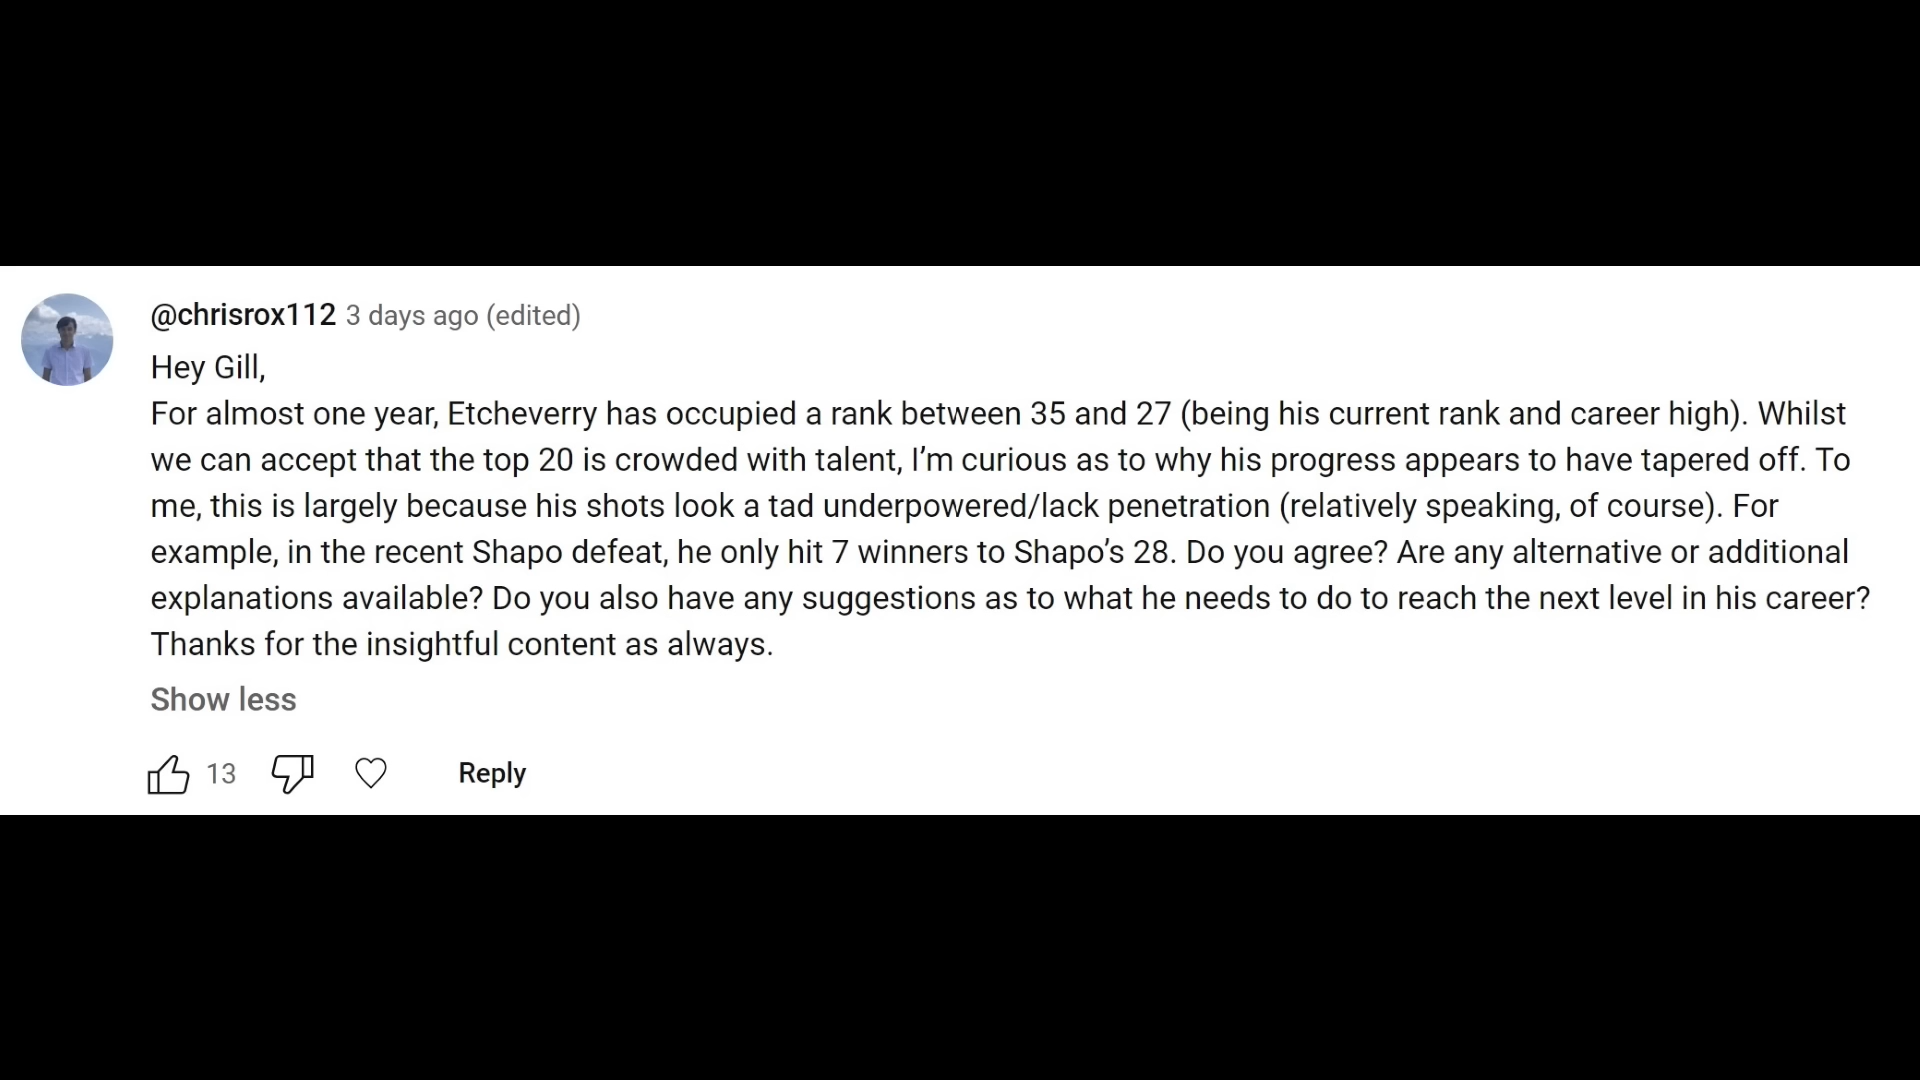 @chrisrox112 3 days ago (edited)
Hey Gill,
For almost one year, Etcheverry has occupied a rank between 35 and 27 (being his current rank and career high). Whilst
we can accept that the top 20 is crowded with talent, I’m curious as to why his progress appears to have tapered off. To
me, this is largely because his shots look a tad underpowered/lack penetration (relatively speaking, of course). For
example, in the recent Shapo defeat, he only hit 7 winners to Shapo’s 28. Do you agree? Are any alternative or additional
explanations available? Do you also have any suggestions as to what he needs to do to reach the next level in his career?
Thanks for the insightful content as always.
Show less
13 Reply